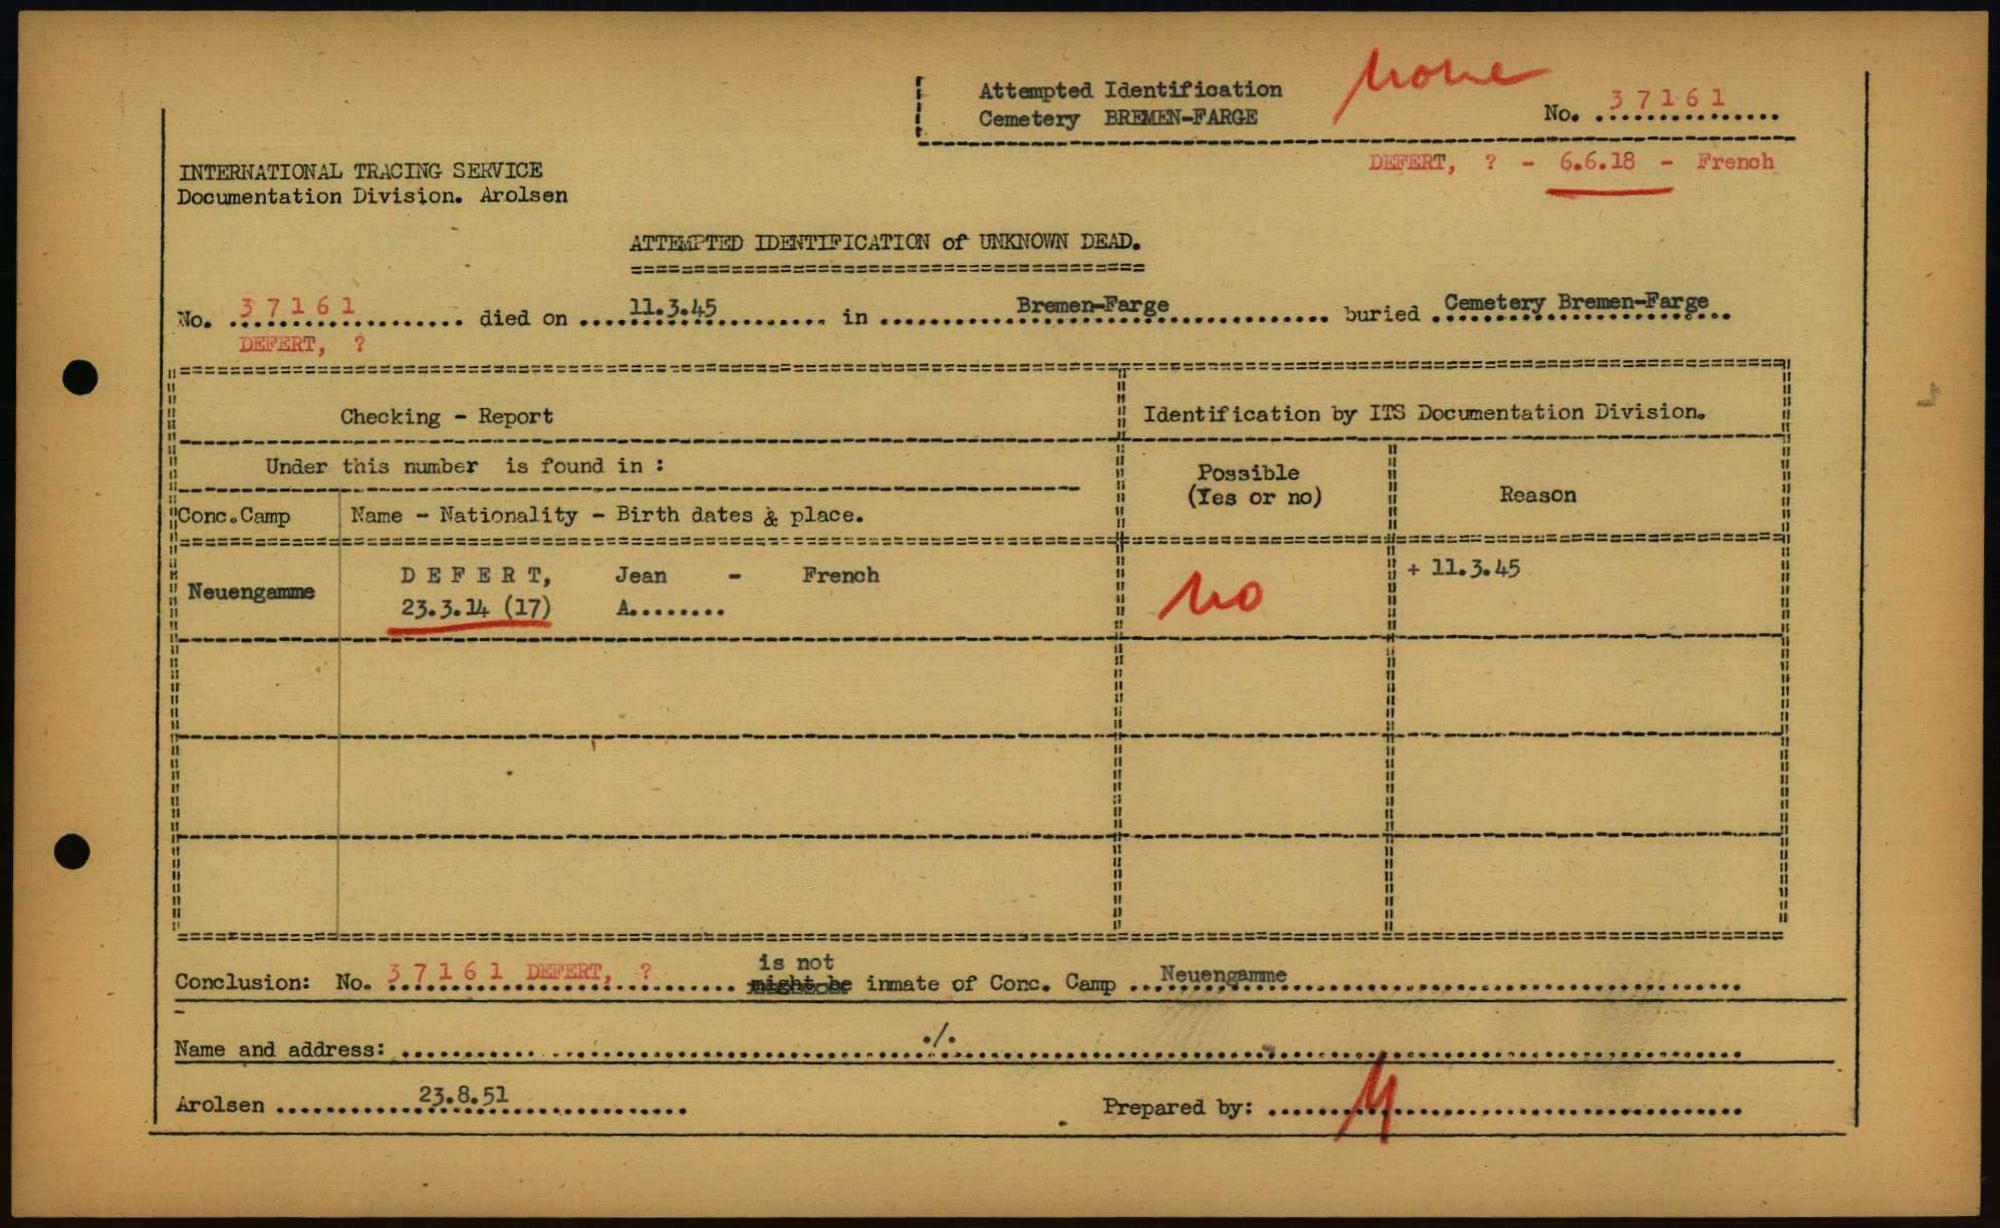 Attempted Identification
Cemetery BREMEN-FARGE
none
No. 37161
DEFERT, ? - 6.6.18 - French
INTERNATIONAL TRACING SERVICE
Documentation Division. Arolsen
ATTEMPTED IDENTIFICATION of UNKNOWN DEAD.
No. 37161 died on 11.3.45 in Bremen-Farge buried Cemetery Bremen-Farge
DEFERT, ?
Checking - Report
Identification by ITS Documentation Division.
Under this number is found in :
Possible
(Yes or no)
Reason
Conc.Camp
Name - Nationality - Birth dates & place.
Neuengamme
DEFERT, Jean - French
23.3.14 (17) A........
no
+ 11.3.45
is not
Conclusion: No. 37161 DEFERT, ? might be inmate of Conc. Camp Neuengamme
Name and address: ./.
Arolsen 23.8.51
Prepared by: